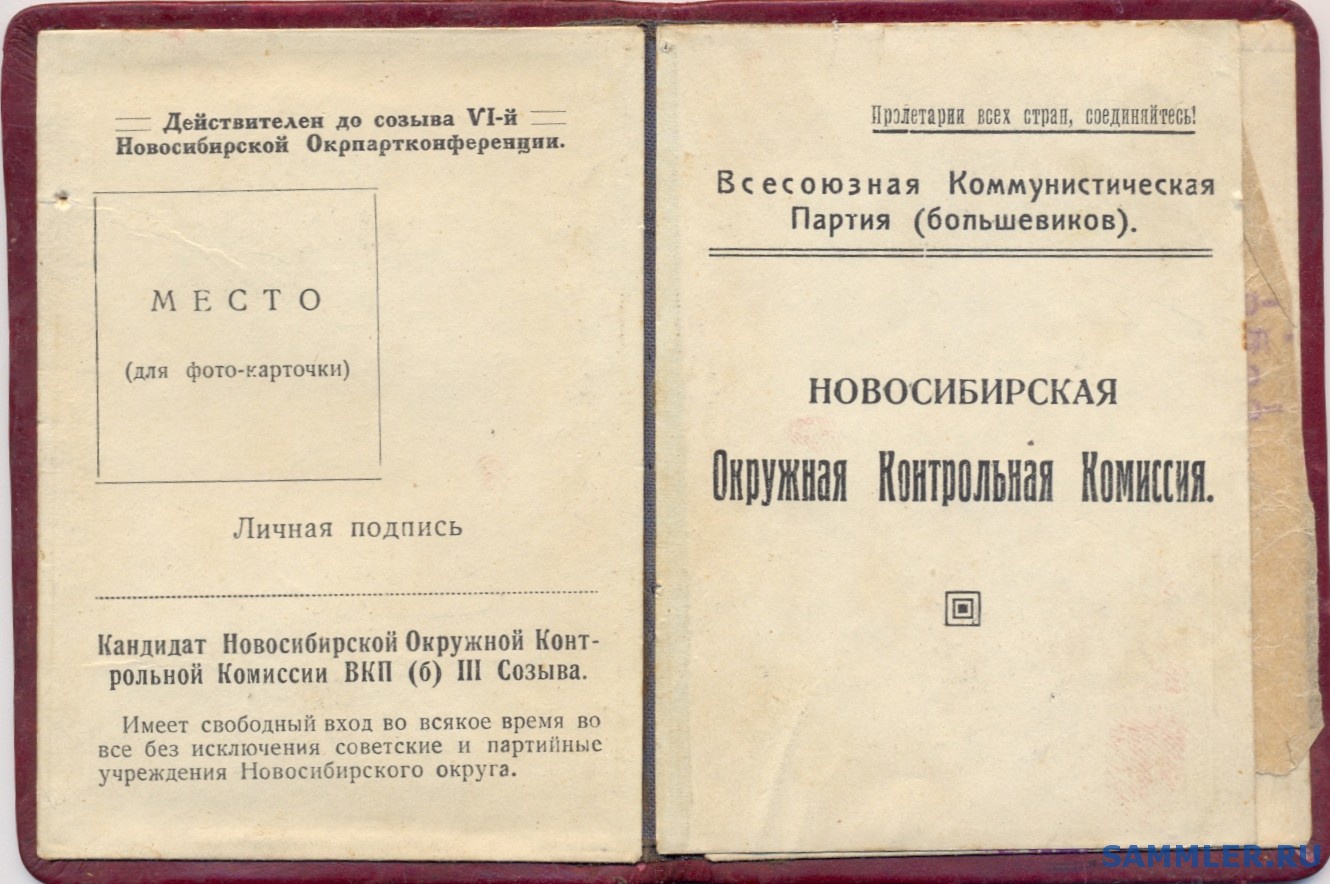 Действителен до созыва VI-й
Новосибирской Окрпартконференции.
МЕСТО
(для фото-карточки)
Личная подпись
Кандидат Новосибирской Окружной Конт-
рольной Комиссии ВКП (б) III Созыва.
Имеет свободный вход во всякое время во
все без исключения советские и партийные
учреждения Новосибирского округа.
Пролетарии всех стран, соединяйтесь!
Всесоюзная Коммунистическая
Партия (большевиков).
НОВОСИБИРСКАЯ
Окружная Контрольная Комиссия.
SAMMLER.RU